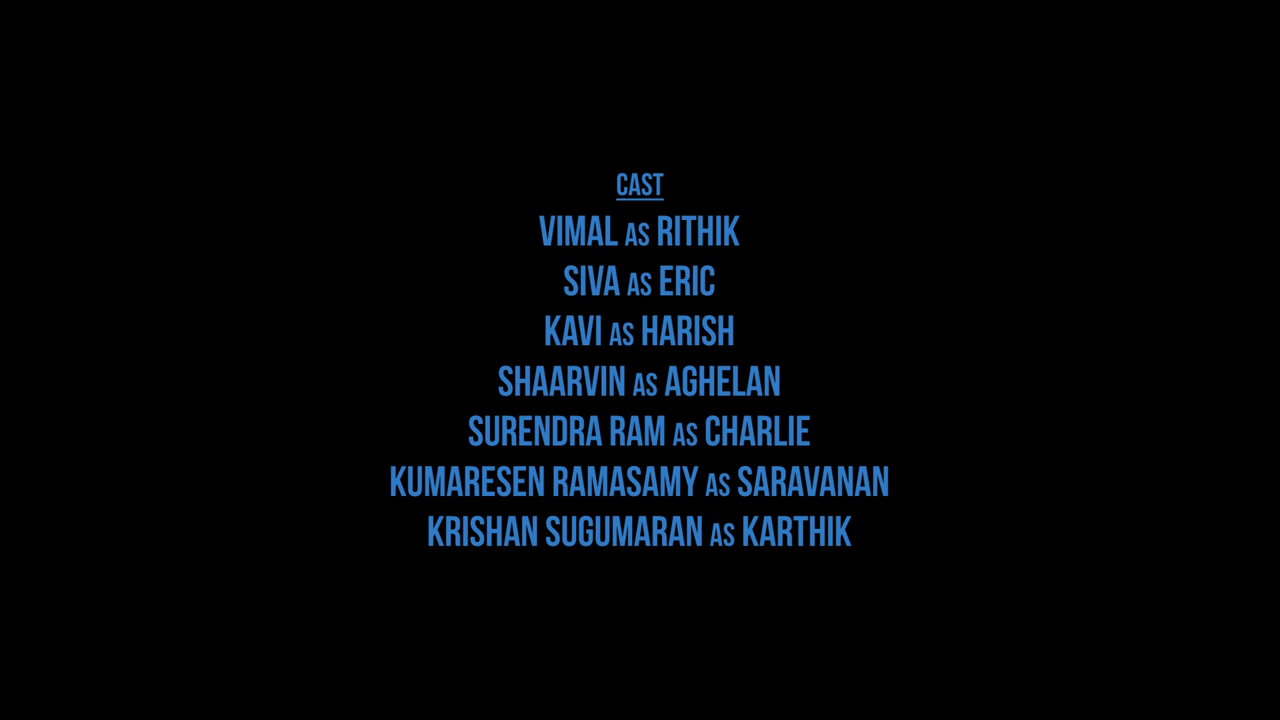 CAST
VIMAL AS RITHIK
SIVA AS ERIC
KAVI AS HARISH
SHAARVIN AS AGHELAN
SURENDRA RAM AS CHARLIE
KUMARESEN RAMASAMY AS SARAVANAN
KRISHAN SUGUMARAN AS KARTHIK